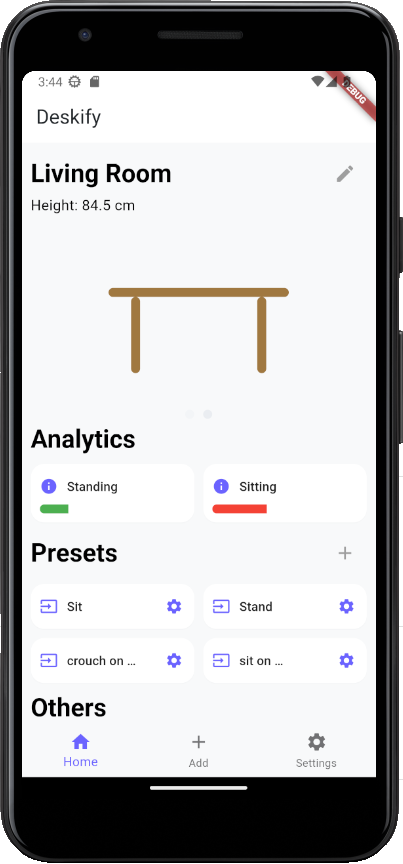 3:44
DEBUG
Deskify
Living Room
Height: 84.5 cm
Analytics
Standing
Sitting
Presets
Sit
Stand
crouch on ...
sit on ...
Others
Home
Add
Settings